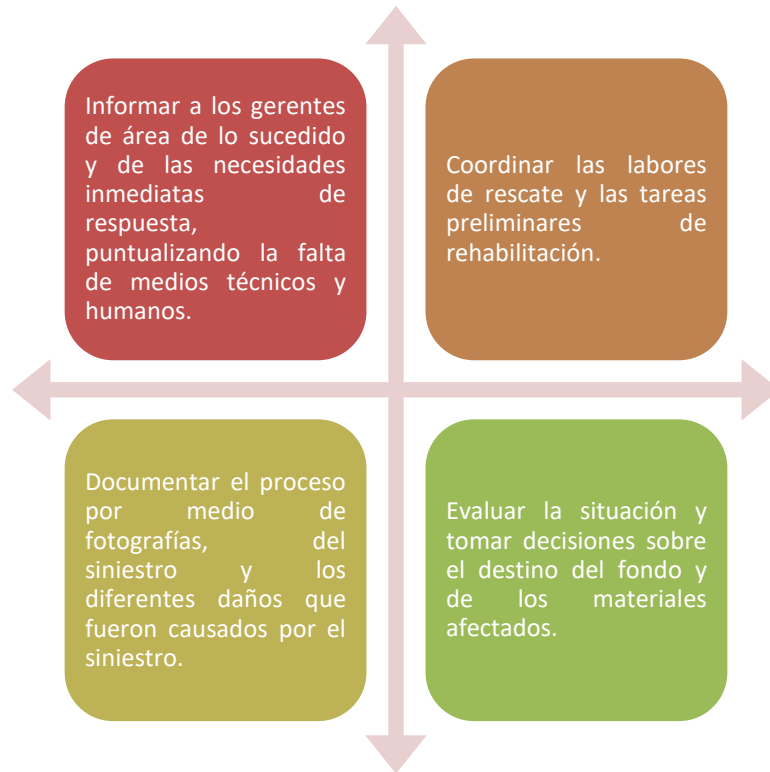 Informar a los gerentes
de área de lo sucedido
y de las necesidades
inmediatas de
respuesta,
puntualizando la falta
de medios técnicos y
humanos.
Coordinar las labores
de rescate y las tareas
preliminares de
rehabilitación.
Documentar el proceso
por medio de
fotografías, del
siniestro y los
diferentes daños que
fueron causados por el
siniestro.
Evaluar la situación y
tomar decisiones sobre
el destino del fondo y
de los materiales
afectados.